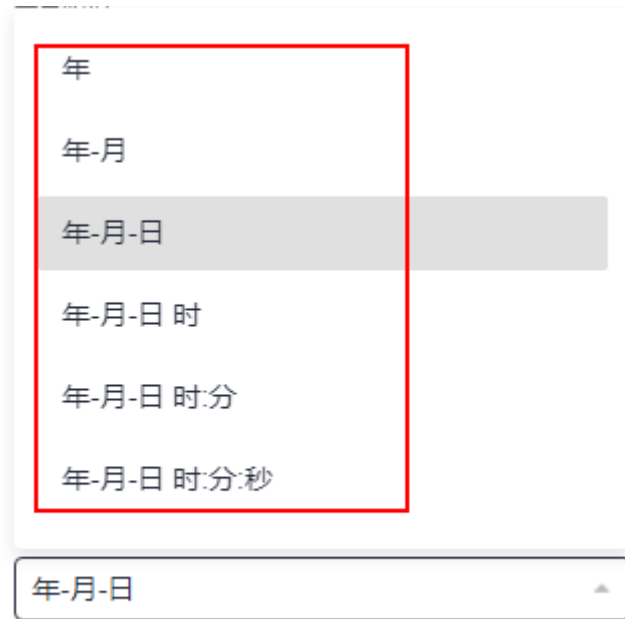 年
年-月
年-月-日
年-月-日 时
年-月-日 时:分
年-月-日 时:分:秒
年-月-日